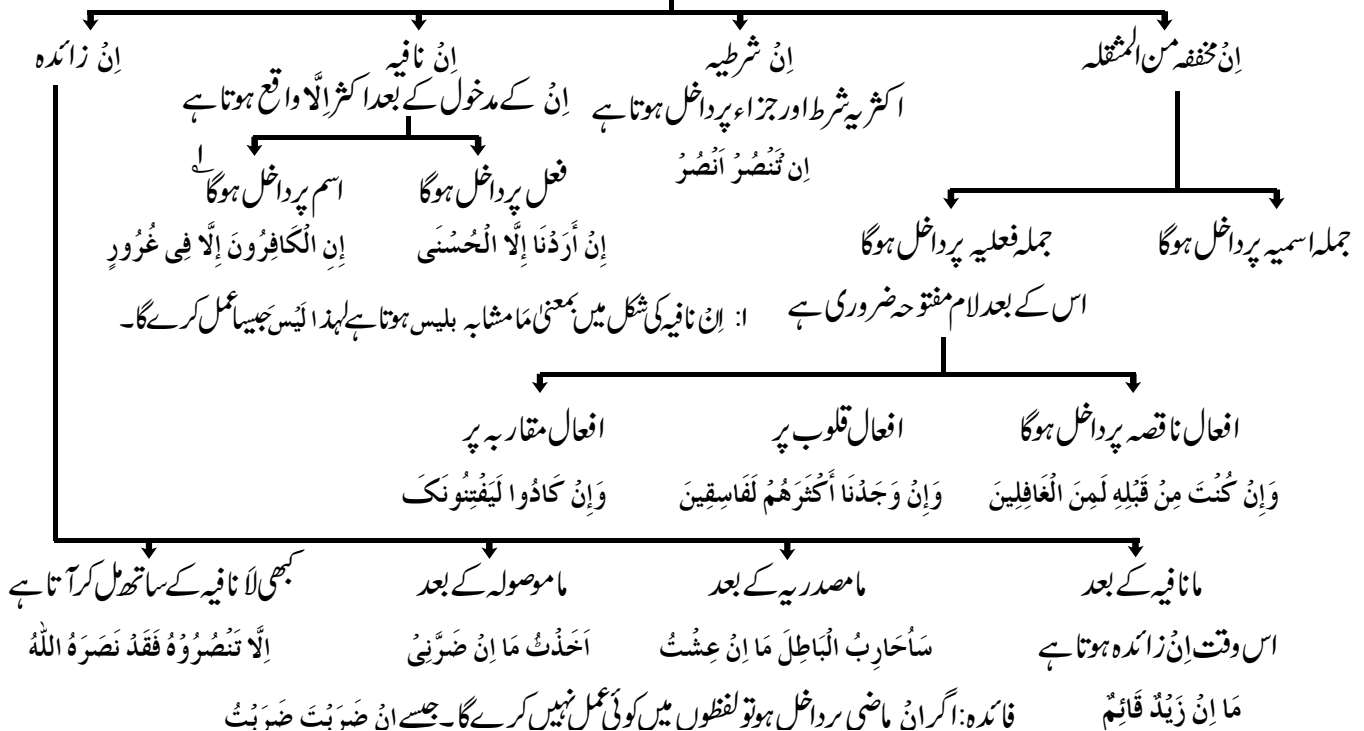 اِنْ مخففہ من المثقلہ
اِنْ شرطیہ
اِنْ نافیہ
اِنْ زائدہ
اکثر یہ شرط اور جزاء پر داخل ہوتا ہے
اِنْ کے مدخول کے بعد اکثر اِلَّا واقع ہوتا ہے
اِن تَنْصُرْ اَنْصُرْ
فعل پر داخل ہوگا
اسم پر داخل ہوگا ۱؎
جملہ اسمیہ پر داخل ہوگا
جملہ فعلیہ پر داخل ہوگا
إِنْ أَرَدْنَا إِلَّا الْحُسْنَى
إِنِ الْكَافِرُونَ إِلَّا فِى غُرُورٍ
اس کے بعد لام مفتوحہ ضروری ہے
۱: اِنْ نافیہ کی شکل میں بمعنیٰ مَا مشابہ بلیس ہوتا ہے لہذا لَیْس جیسا عمل کرے گا۔
افعال ناقصہ پر داخل ہوگا
افعال قلوب پر
افعال مقاربہ پر
وَإِنْ كُنْتَ مِنْ قَبْلِهِ لَمِنَ الْغَافِلِينَ
وَإِنْ وَجَدْنَا أَكْثَرَهُمْ لَفَاسِقِينَ
وَإِنْ كَادُوا لَيَفْتِنُونَکَ
ما نافیہ کے بعد
ما مصدریہ کے بعد
ما موصولہ کے بعد
کبھی لَا نافیہ کے ساتھ مل کر آتا ہے
اس وقت اِنْ زائدہ ہوتا ہے
سَاُحَارِبُ الْبَاطِلَ مَا اِنْ عِشْتُ
اَخَذْتُ مَا اِنْ ضَرَّنِیْ
اِلَّا تَنْصُرُوْهُ فَقَدْ نَصَرَهُ اللّٰهُ
مَا اِنْ زَيْدٌ قَائِمٌ
فائدہ: اگر اِنْ ماضی پر داخل ہو تو لفظوں میں کوئی عمل نہیں کرے گا۔ جیسے اِنْ ضَرَبْتَ ضَرَبْتُ